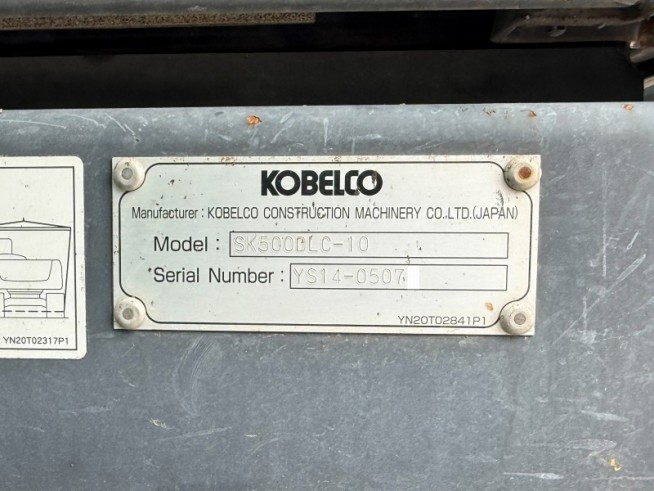 KOBELCO
Manufacturer : KOBELCO CONSTRUCTION MACHINERY CO.,LTD.(JAPAN)
Model : SK500DLC-10
Serial Number : YS14-0507
YN20T02841P1
YN20T02317P1